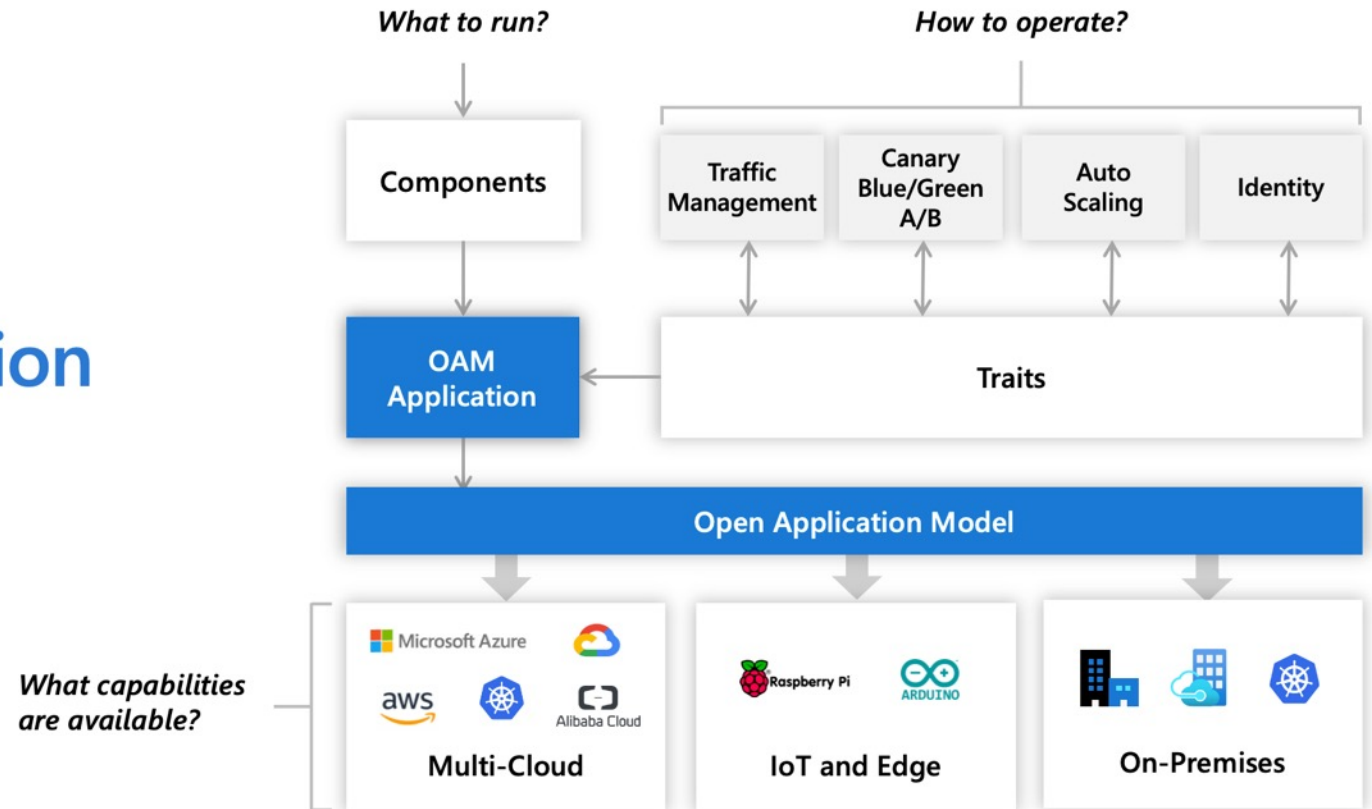 What to run?
How to operate?
Components
Traffic
Management
Canary
Blue/Green
A/B
Auto
Scaling
Identity
ion
OAM
Application
Traits
Open Application Model
What capabilities
are available?
Microsoft Azure
aws
Alibaba Cloud
Multi-Cloud
Raspberry Pi
ARDUINO
IoT and Edge
On-Premises